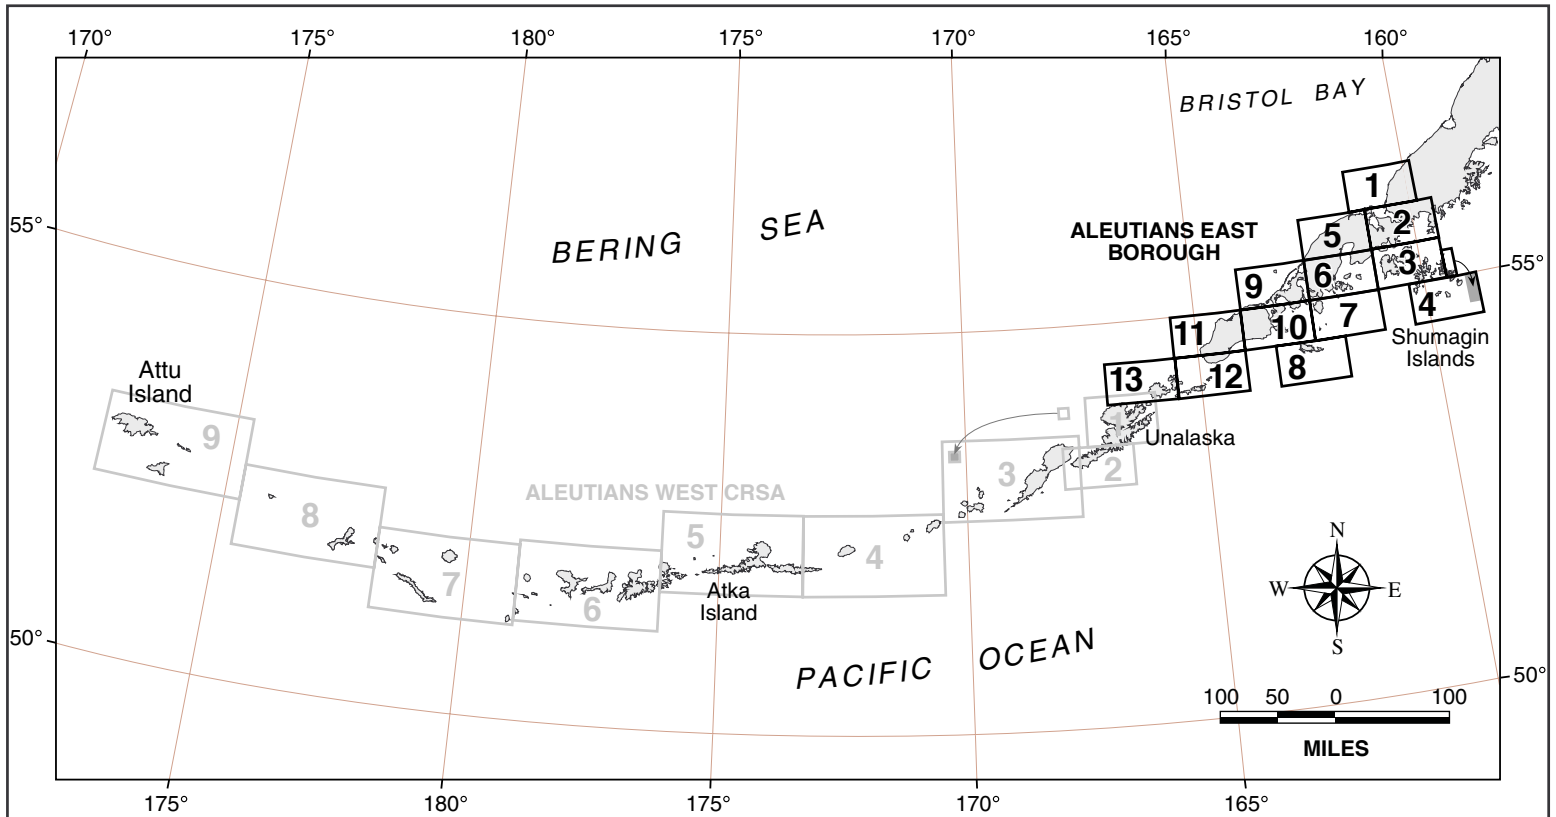 170°
175°
180°
175°
170°
165°
160°
BRISTOL BAY
1
55°
BERING SEA
ALEUTIANS EAST
BOROUGH
5
2
55°
9
6
3
4
11
10
7
Shumagin
Islands
Attu
Island
13
12
8
9
1
Unalaska
3
2
ALEUTIANS WEST CRSA
8
5
4
7
6
Atka
Island
N
W
E
S
50°
PACIFIC OCEAN
50°
100 50 0 100
MILES
175°
180°
175°
170°
165°